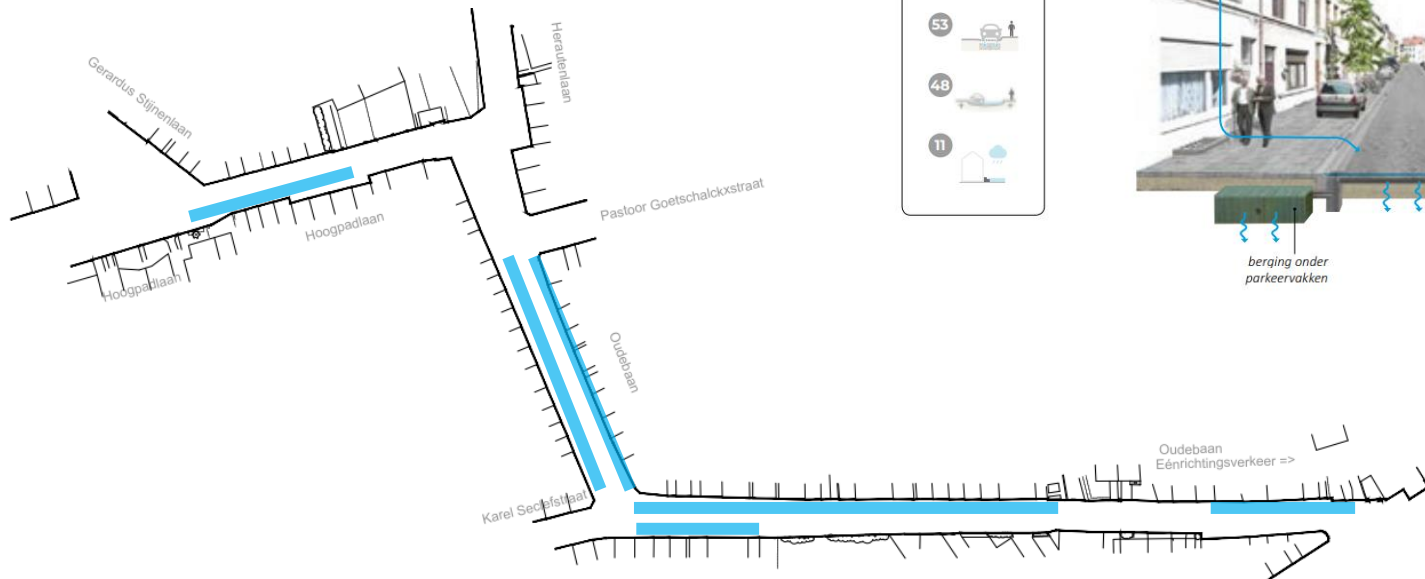 Gerardus Stijnenlaan
Herautenlaan
Hoogpadlaan
Hoogpadlaan
Pastoor Goetschalckxstraat
Oudebaan
Karel Seclefstraat
Oudebaan
Eénrichtingsverkeer =>
53
48
11
berging onder
parkeervakken